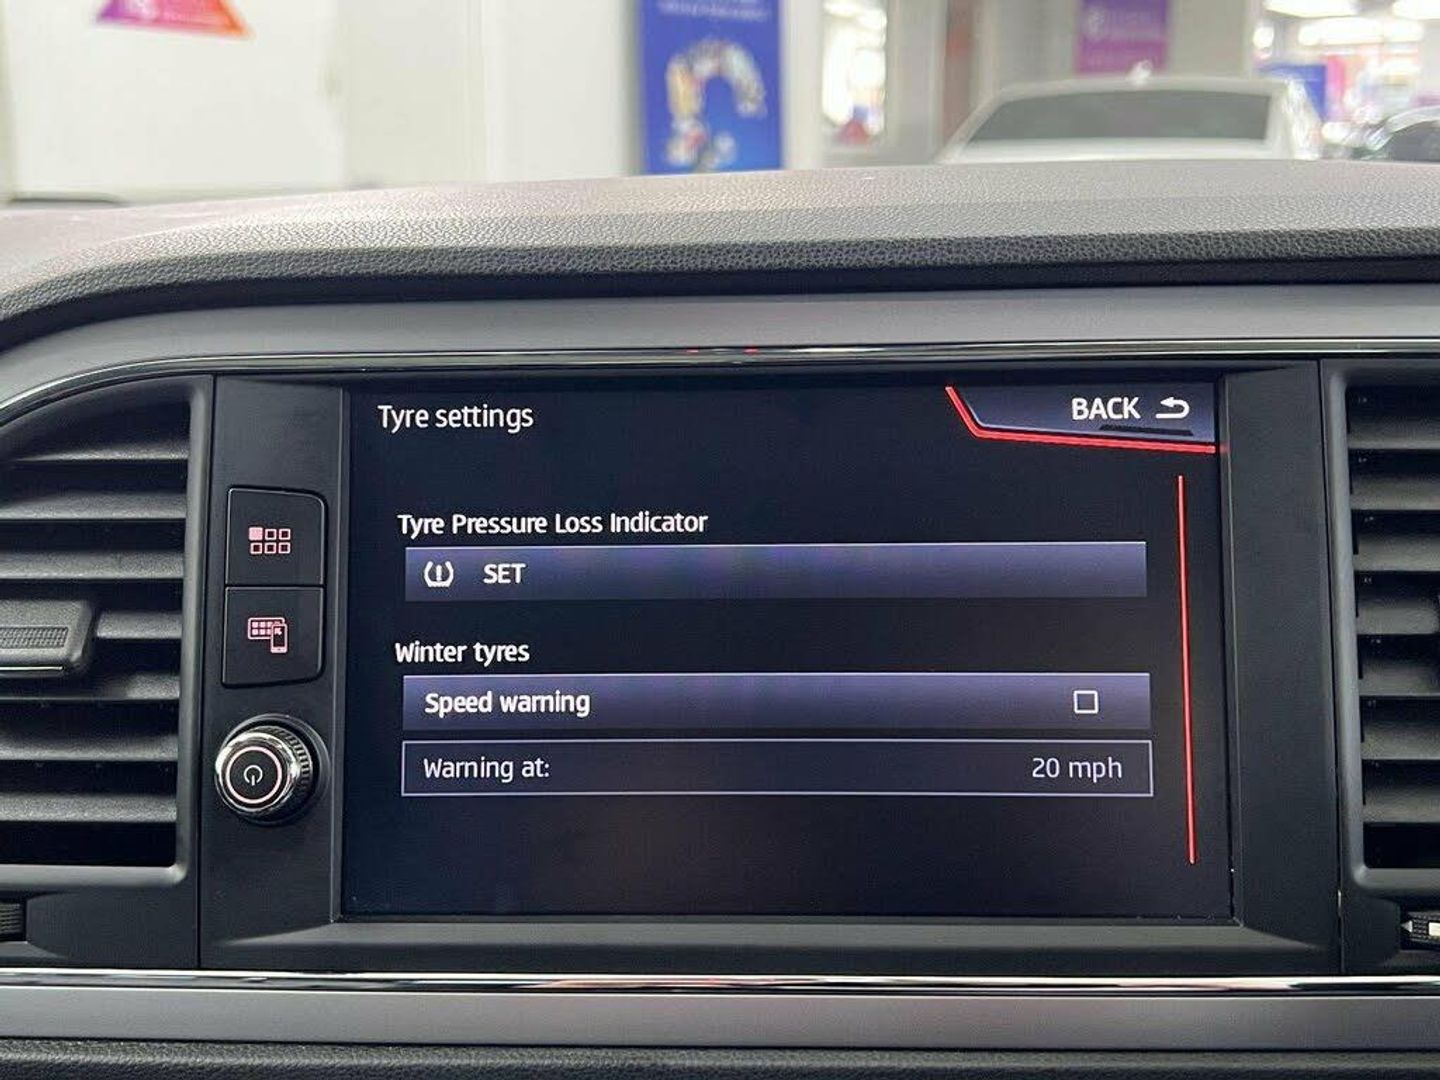 Tyre settings
BACK
Tyre Pressure Loss Indicator
SET
Winter tyres
Speed warning
Warning at: 20 mph